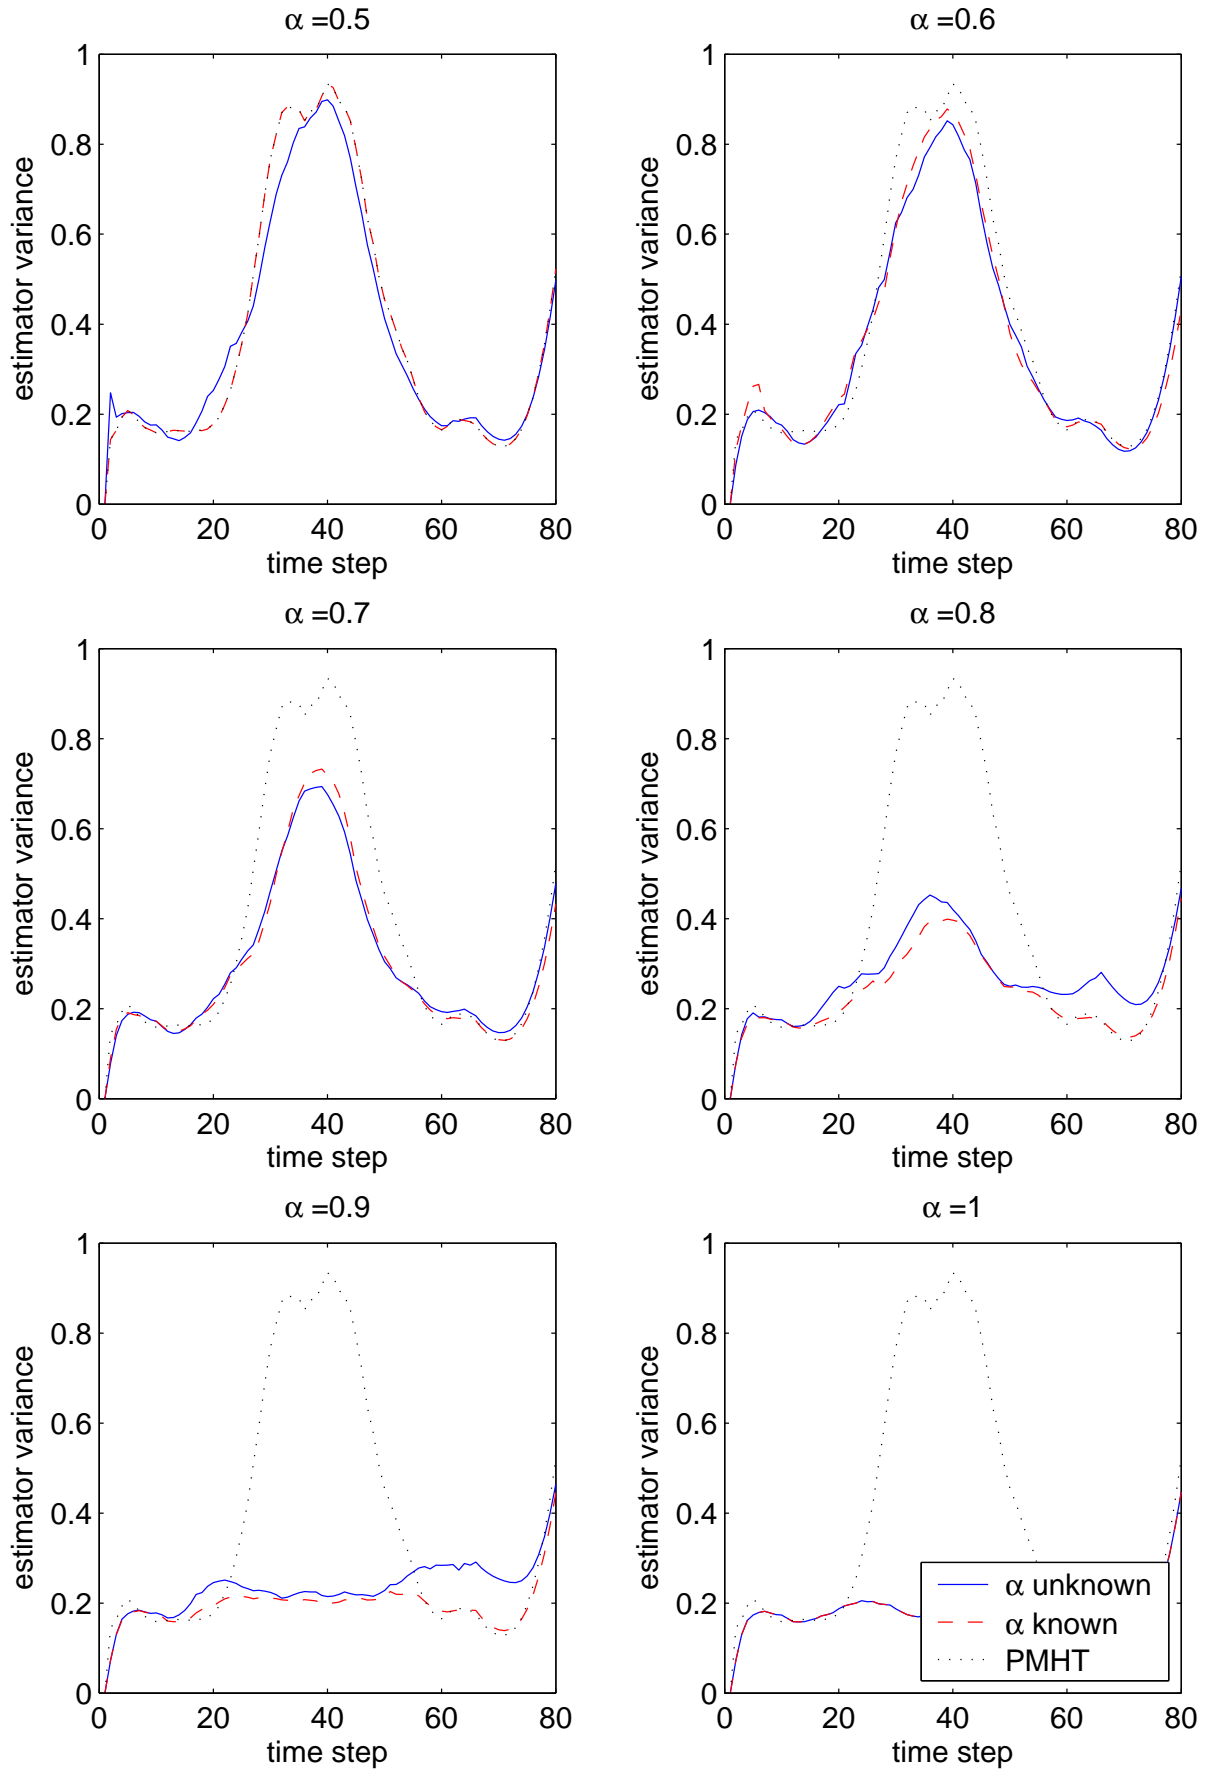 α =0.5
α =0.6
1
0.8
0.6
0.4
0.2
0
0 20 40 60 80
estimator variance
time step
1
0.8
0.6
0.4
0.2
0
0 20 40 60 80
estimator variance
time step
α =0.7
α =0.8
1
0.8
0.6
0.4
0.2
0
0 20 40 60 80
estimator variance
time step
1
0.8
0.6
0.4
0.2
0
0 20 40 60 80
estimator variance
time step
α =0.9
α =1
1
0.8
0.6
0.4
0.2
0
0 20 40 60 80
estimator variance
time step
1
0.8
0.6
0.4
0.2
0
0 20 40 60 80
estimator variance
time step
α unknown
α known
PMHT